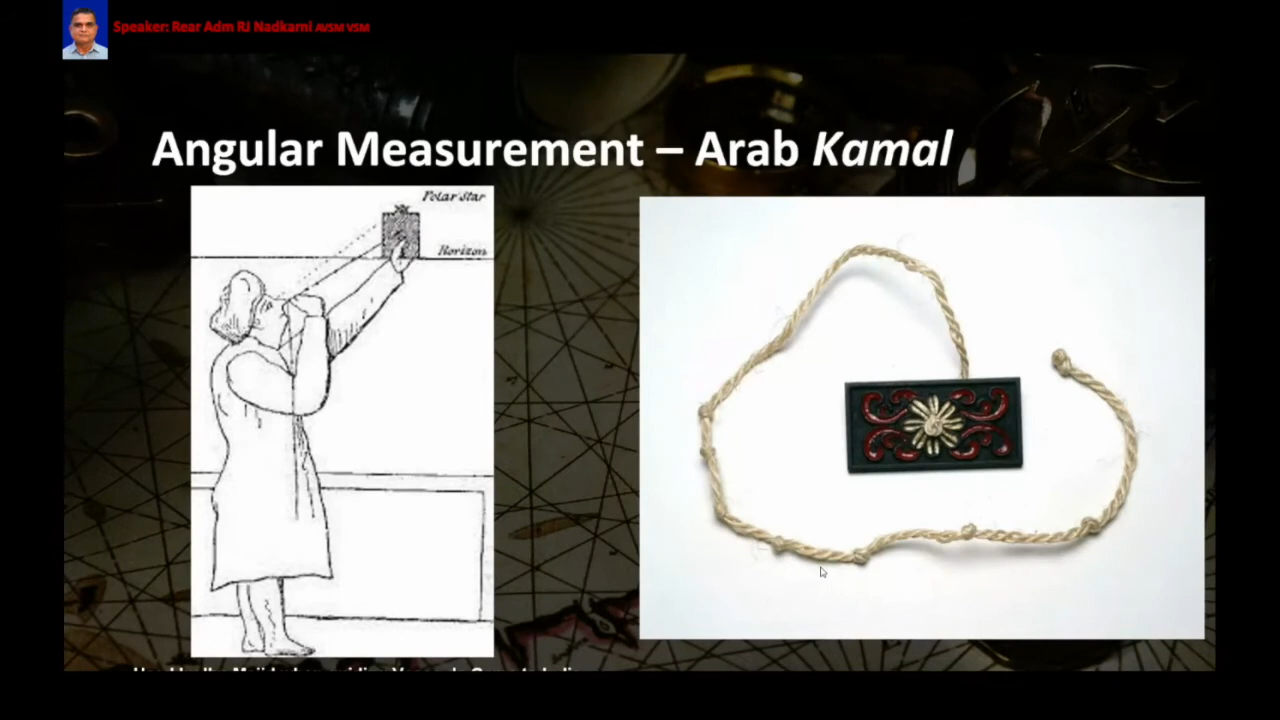 Speaker: Rear Adm RJ Nadkarni AVSM VSM
Angular Measurement – Arab Kamal
Polar Star
Horizon